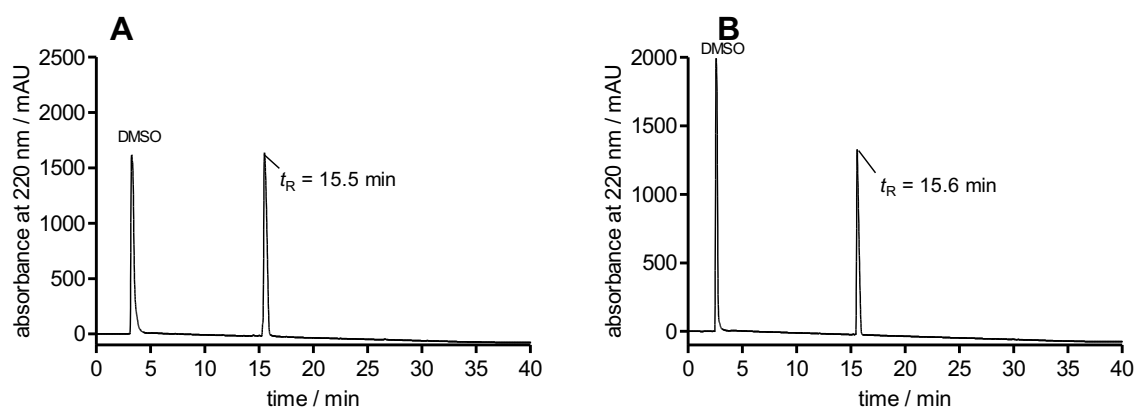 A
DMSO
tR = 15.5 min
absorbance at 220 nm / mAU
2500
2000
1500
1000
500
0
0 5 10 15 20 25 30 35 40
time / min
B
DMSO
tR = 15.6 min
absorbance at 220 nm / mAU
2000
1500
1000
500
0
0 5 10 15 20 25 30 35 40
time / min